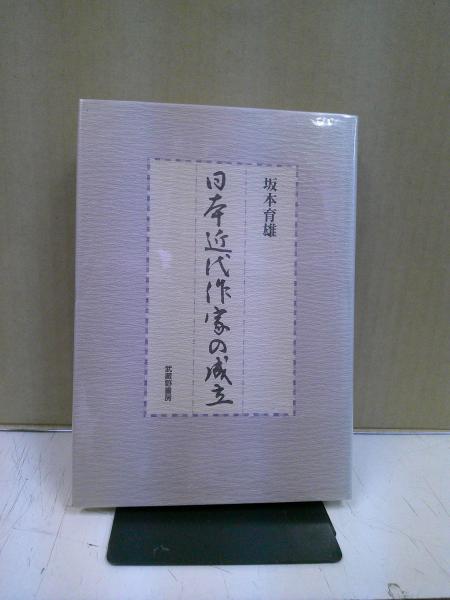 坂本育雄
日本近代作家の成立
武蔵野書房